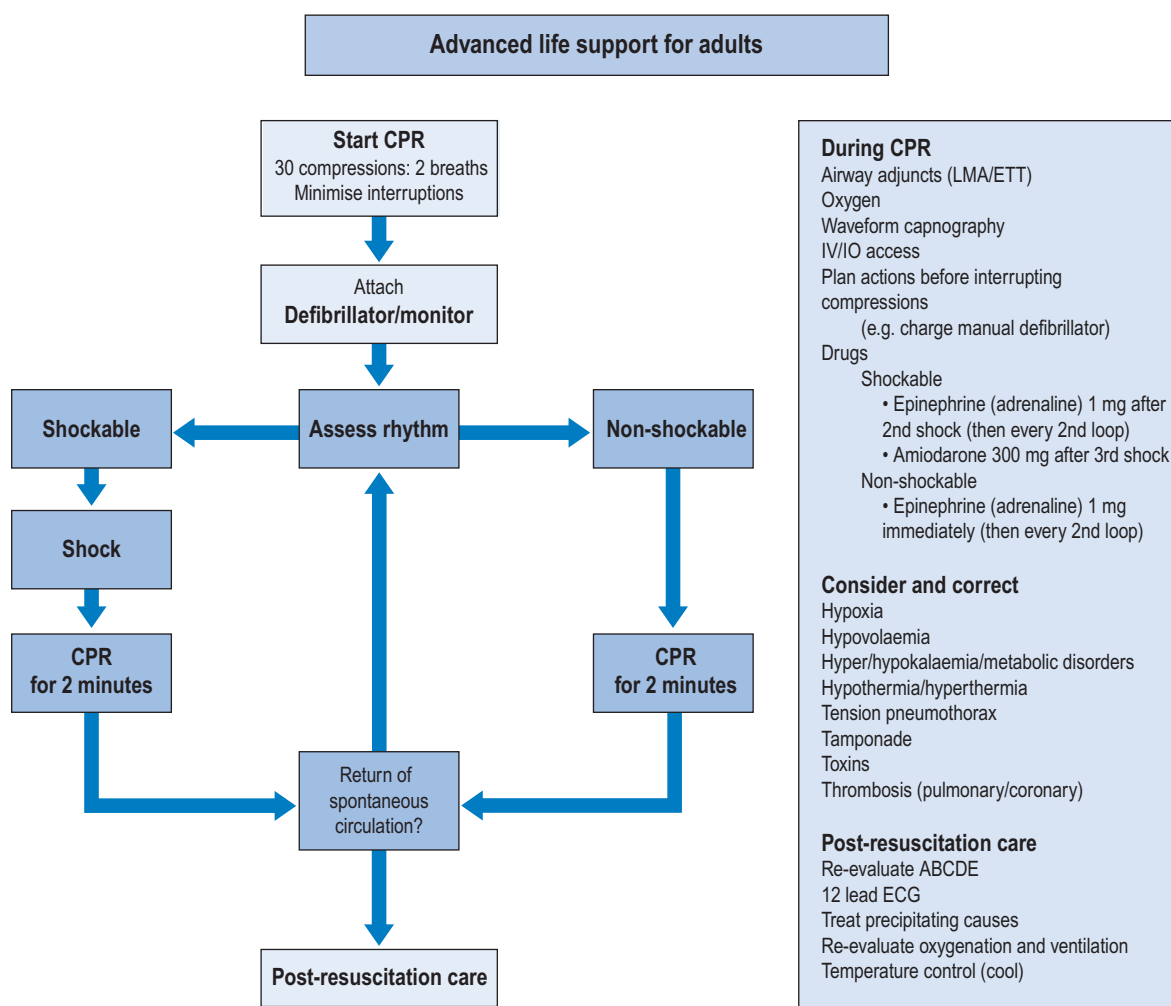 Advanced life support for adults
Start CPR
30 compressions: 2 breaths
Minimise interruptions
Attach
Defibrillator/monitor
Shockable
Assess rhythm
Non-shockable
Shock
CPR
for 2 minutes
CPR
for 2 minutes
Return of
spontaneous
circulation?
Post-resuscitation care
During CPR
Airway adjuncts (LMA/ETT)
Oxygen
Waveform capnography
IV/IO access
Plan actions before interrupting
compressions
(e.g. charge manual defibrillator)
Drugs
Shockable
• Epinephrine (adrenaline) 1 mg after
2nd shock (then every 2nd loop)
• Amiodarone 300 mg after 3rd shock
Non-shockable
• Epinephrine (adrenaline) 1 mg
immediately (then every 2nd loop)
Consider and correct
Hypoxia
Hypovolaemia
Hyper/hypokalaemia/metabolic disorders
Hypothermia/hyperthermia
Tension pneumothorax
Tamponade
Toxins
Thrombosis (pulmonary/coronary)
Post-resuscitation care
Re-evaluate ABCDE
12 lead ECG
Treat precipitating causes
Re-evaluate oxygenation and ventilation
Temperature control (cool)